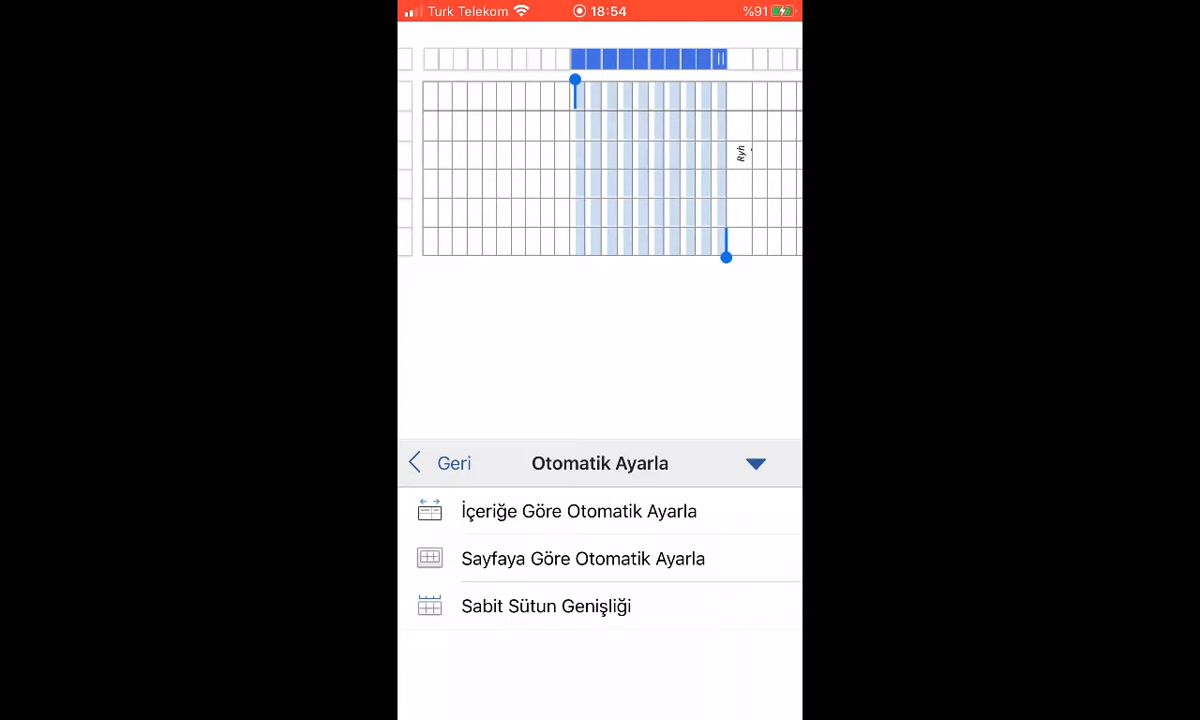 Turk Telekom 18:54 %91
Ryh
Geri Otomatik Ayarla
İçeriğe Göre Otomatik Ayarla
Sayfaya Göre Otomatik Ayarla
Sabit Sütun Genişliği